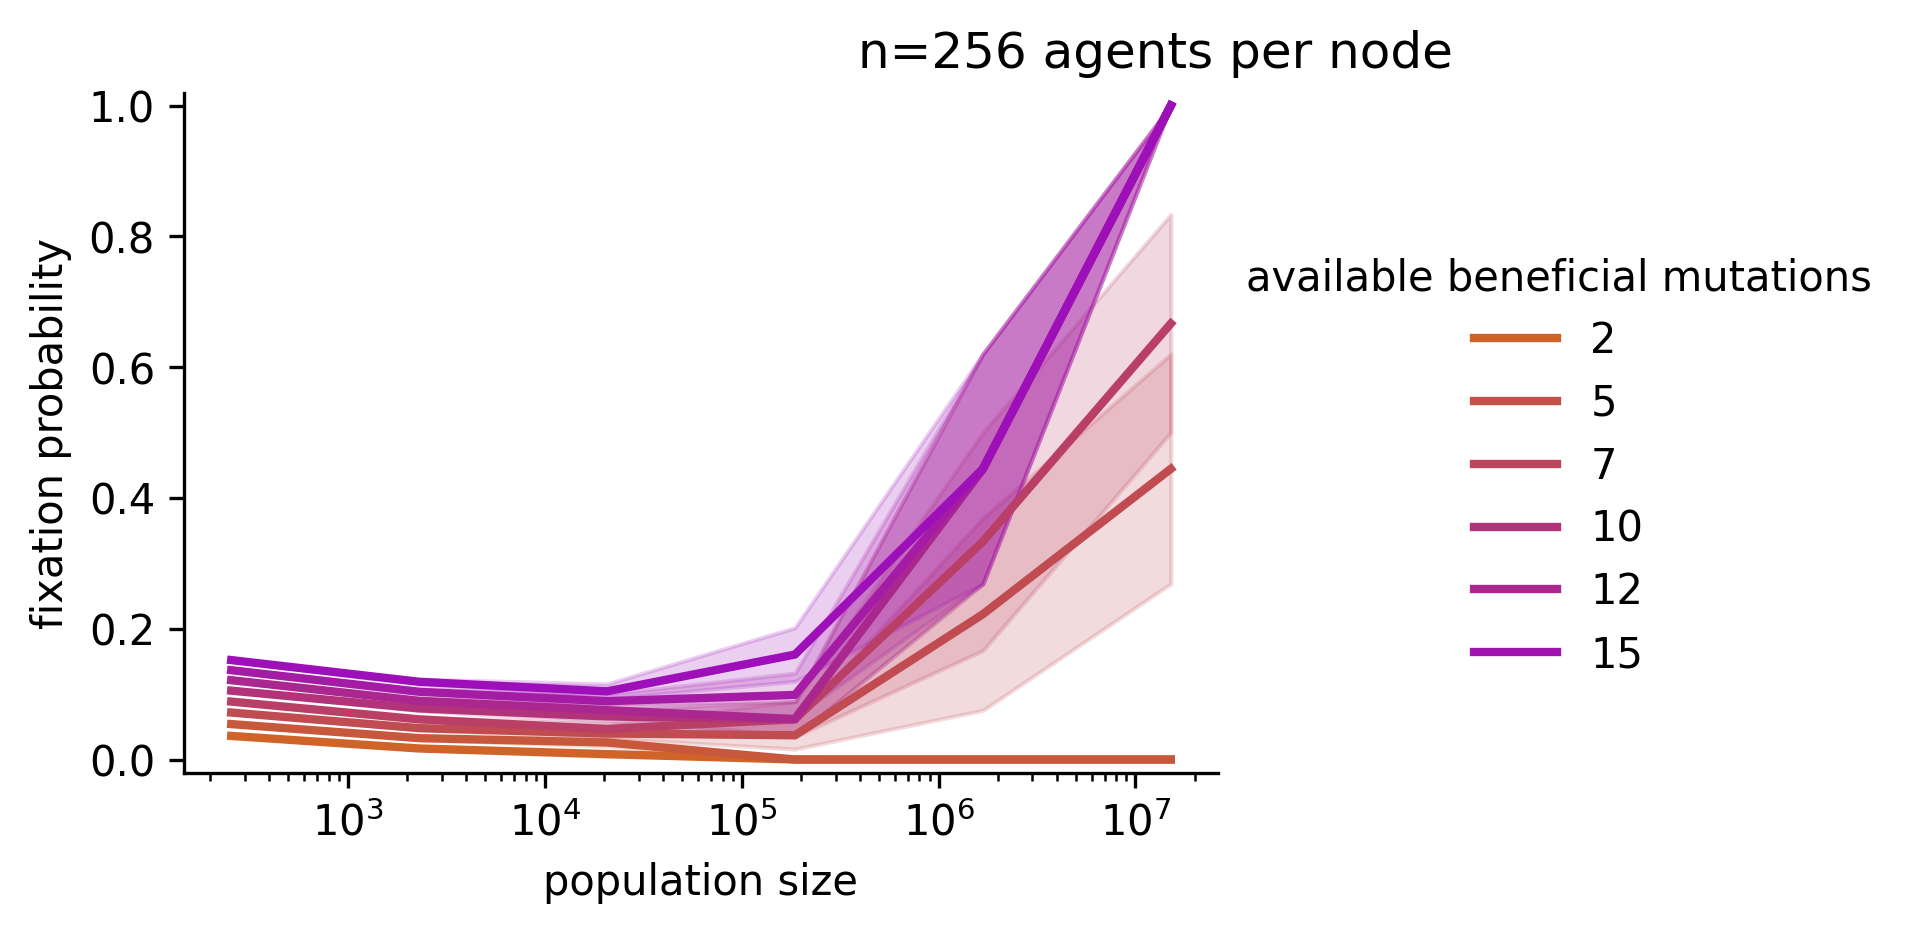 n=256 agents per node
1.0
0.8
0.6
0.4
0.2
0.0
fixation probability
10³ 10⁴ 10⁵ 10⁶ 10⁷
population size
available beneficial mutations
2
5
7
10
12
15